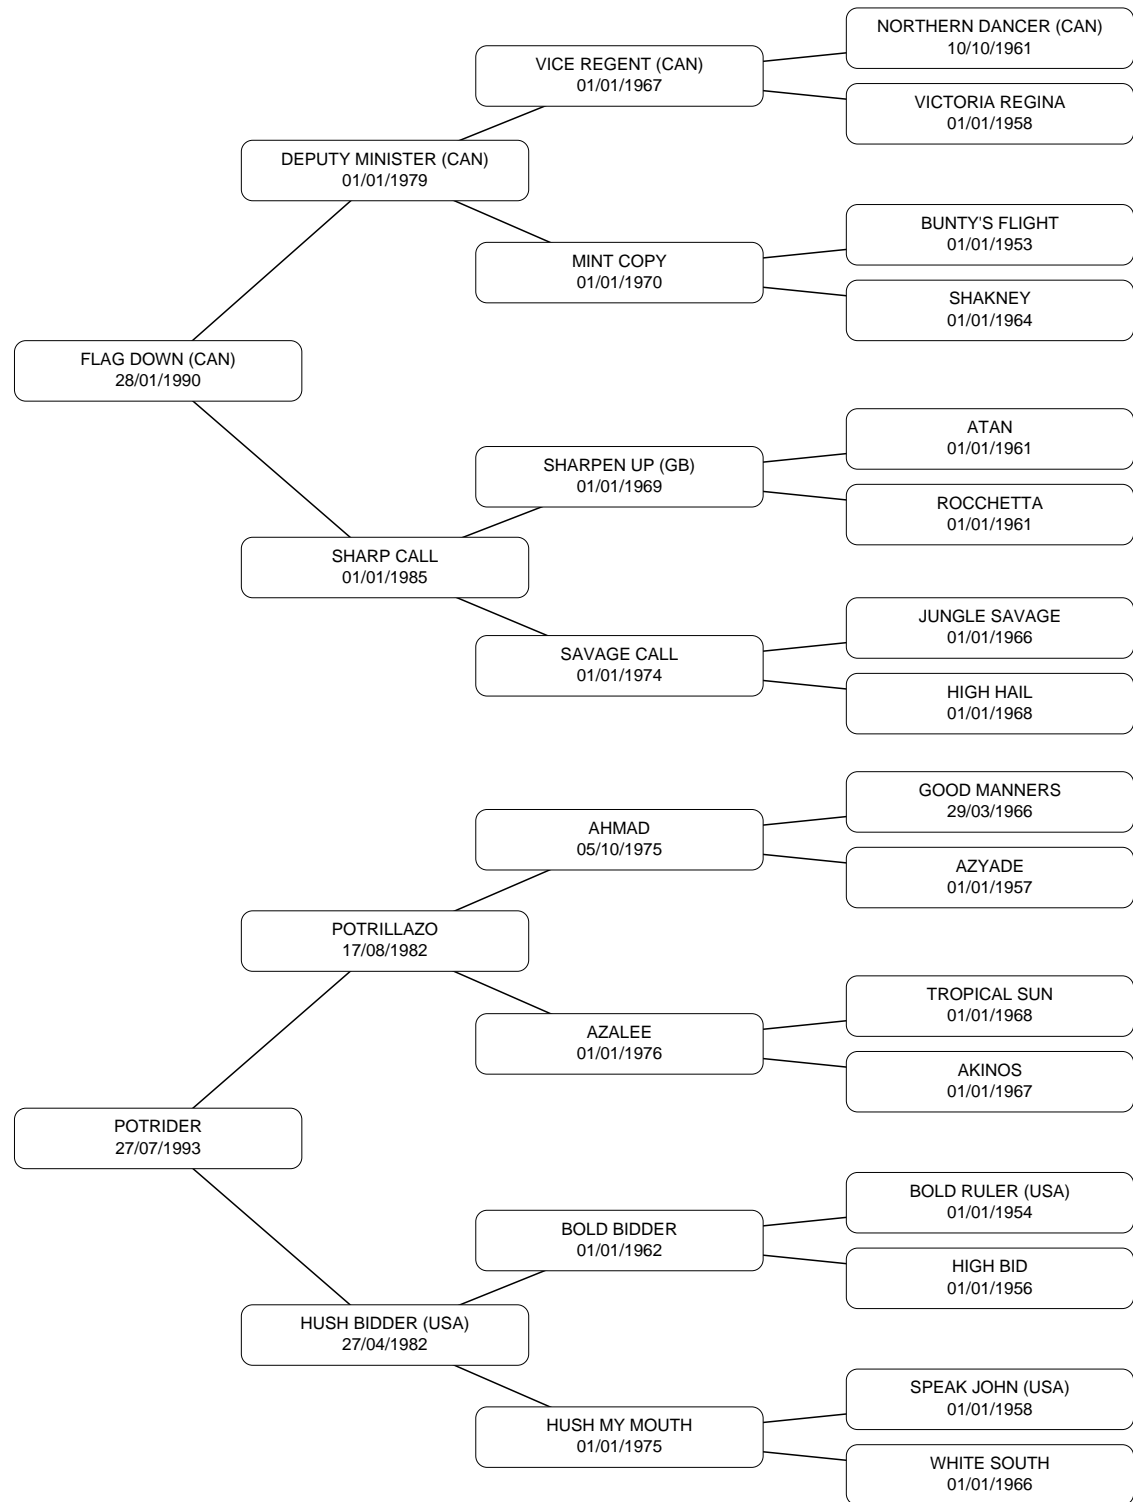 NORTHERN DANCER (CAN)
10/10/1961
VICE REGENT (CAN)
01/01/1967
VICTORIA REGINA
01/01/1958
DEPUTY MINISTER (CAN)
01/01/1979
BUNTY'S FLIGHT
01/01/1953
MINT COPY
01/01/1970
SHAKNEY
01/01/1964
FLAG DOWN (CAN)
28/01/1990
ATAN
01/01/1961
SHARPEN UP (GB)
01/01/1969
ROCCHETTA
01/01/1961
SHARP CALL
01/01/1985
JUNGLE SAVAGE
01/01/1966
SAVAGE CALL
01/01/1974
HIGH HAIL
01/01/1968
GOOD MANNERS
29/03/1966
AHMAD
05/10/1975
AZYADE
01/01/1957
POTRILLAZO
17/08/1982
TROPICAL SUN
01/01/1968
AZALEE
01/01/1976
AKINOS
01/01/1967
POTRIDER
27/07/1993
BOLD RULER (USA)
01/01/1954
BOLD BIDDER
01/01/1962
HIGH BID
01/01/1956
HUSH BIDDER (USA)
27/04/1982
SPEAK JOHN (USA)
01/01/1958
HUSH MY MOUTH
01/01/1975
WHITE SOUTH
01/01/1966